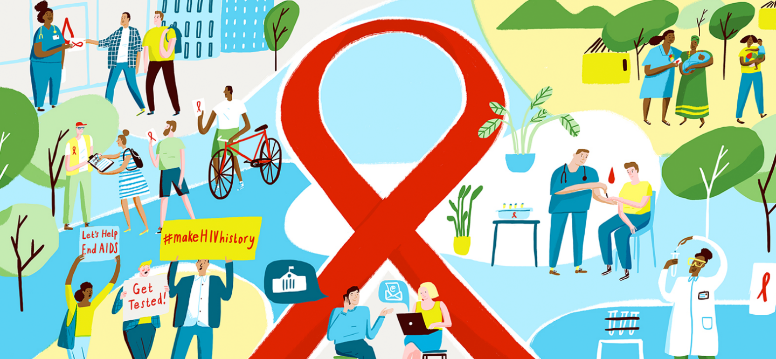 #makeHIVhistory
Let's Help
End AIDS
Get
Tested!